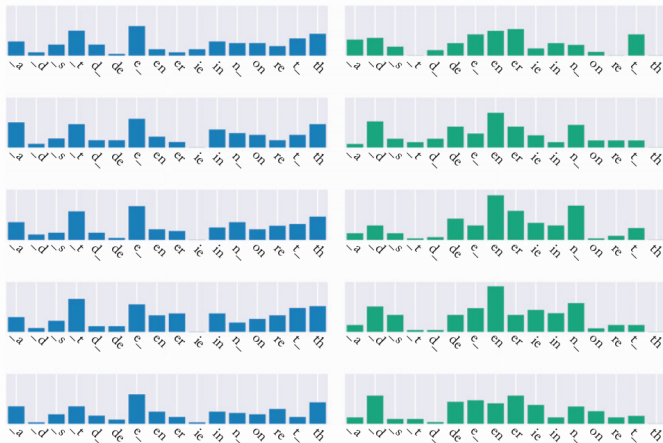 _a _d _s _t d_ de e_ en er ie in n_ on re t_ th
_a _d _s _t d_ de e_ en er ie in n_ on re t_ th
_a _d _s _t d_ de e_ en er ie in n_ on re t_ th
_a _d _s _t d_ de e_ en er ie in n_ on re t_ th
_a _d _s _t d_ de e_ en er ie in n_ on re t_ th
_a _d _s _t d_ de e_ en er ie in n_ on re t_ th
_a _d _s _t d_ de e_ en er ie in n_ on re t_ th
_a _d _s _t d_ de e_ en er ie in n_ on re t_ th
_a _d _s _t d_ de e_ en er ie in n_ on re t_ th
_a _d _s _t d_ de e_ en er ie in n_ on re t_ th